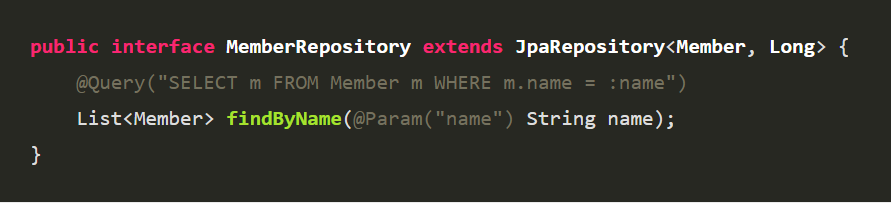 public interface MemberRepository extends JpaRepository<Member, Long> {
@Query("SELECT m FROM Member m WHERE m.name = :name")
List<Member> findByName(@Param("name") String name);
}